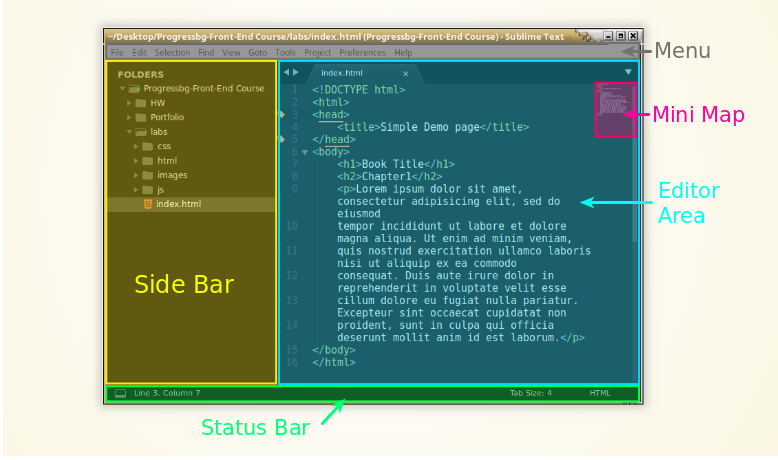 ~/Desktop/Progressbg-Front-End Course/labs/index.html (Progressbg-Front-End Course) - Sublime Text
File Edit Selection Find View Goto Tools Project Preferences Help
Menu
FOLDERS
Progressbg-Front-End Course
HW
Portfolio
labs
css
html
images
js
index.html
Side Bar
index.html
Mini Map
Editor
Area
1 <!DOCTYPE html>
2 <html>
3 <head>
4 <title>Simple Demo page</title>
5 </head>
6 <body>
7 <h1>Book Title</h1>
8 <h2>Chapter1</h2>
9 <p>Lorem ipsum dolor sit amet,
consectetur adipisicing elit, sed do
eiusmod
10 tempor incididunt ut labore et dolore
magna aliqua. Ut enim ad minim veniam,
11 quis nostrud exercitation ullamco laboris
nisi ut aliquip ex ea commodo
12 consequat. Duis aute irure dolor in
reprehenderit in voluptate velit esse
13 cillum dolore eu fugiat nulla pariatur.
Excepteur sint occaecat cupidatat non
14 proident, sunt in culpa qui officia
deserunt mollit anim id est laborum.</p>
15 </body>
16 </html>
Line 3, Column 7 Tab Size: 4 HTML
Status Bar